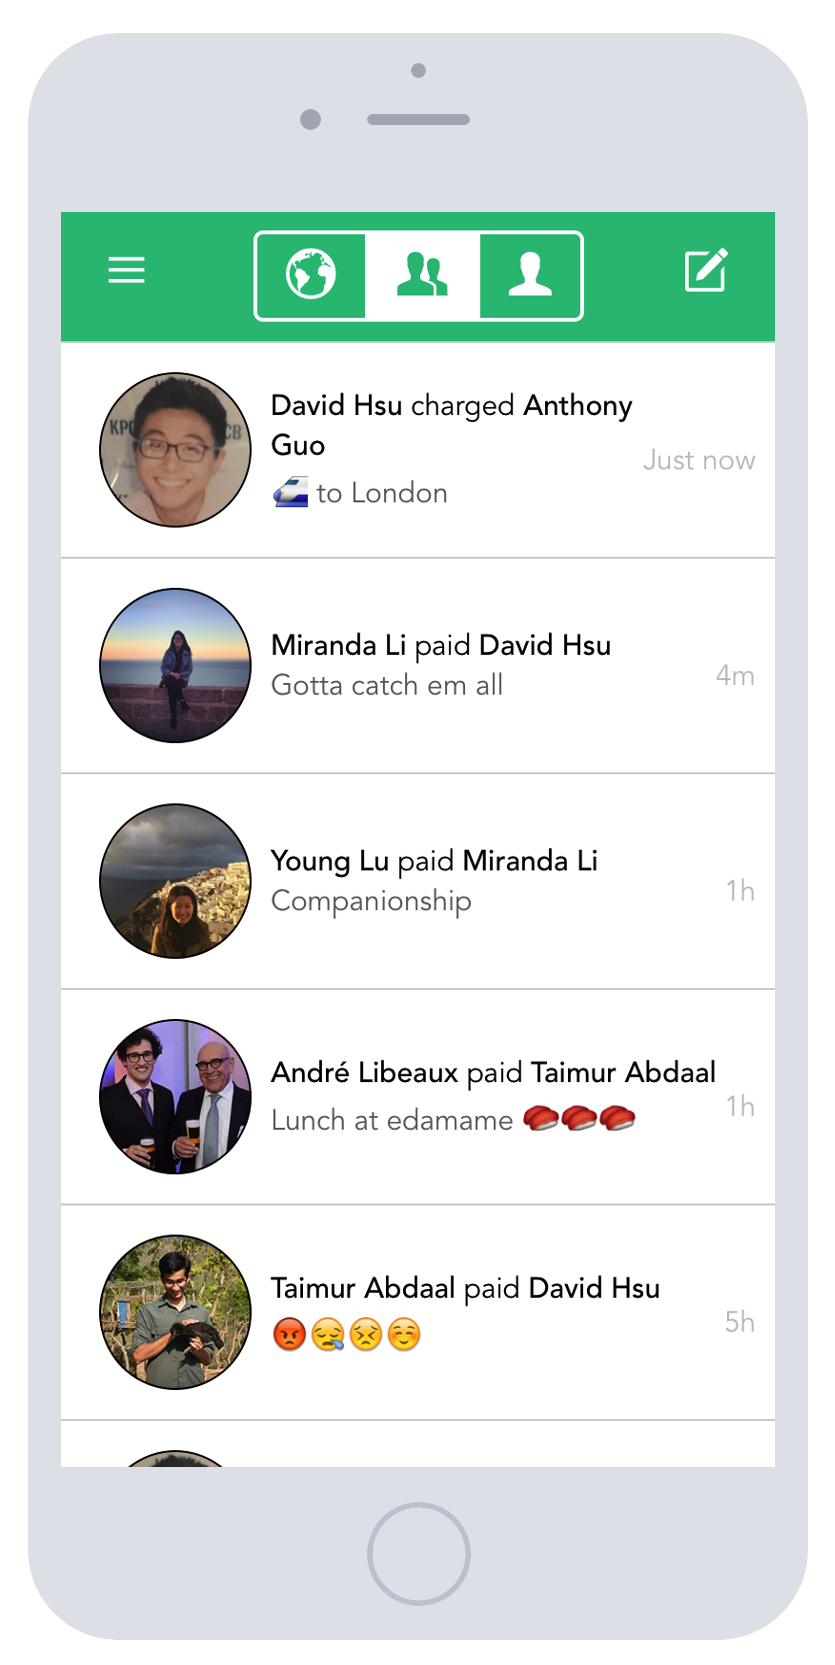 David Hsu charged Anthony
Guo
Just now
🚅 to London
Miranda Li paid David Hsu
Gotta catch em all
4m
Young Lu paid Miranda Li
Companionship
1h
André Libeaux paid Taimur Abdaal
Lunch at edamame 🍣🍣🍣
1h
Taimur Abdaal paid David Hsu
😡😪😣☺️
5h